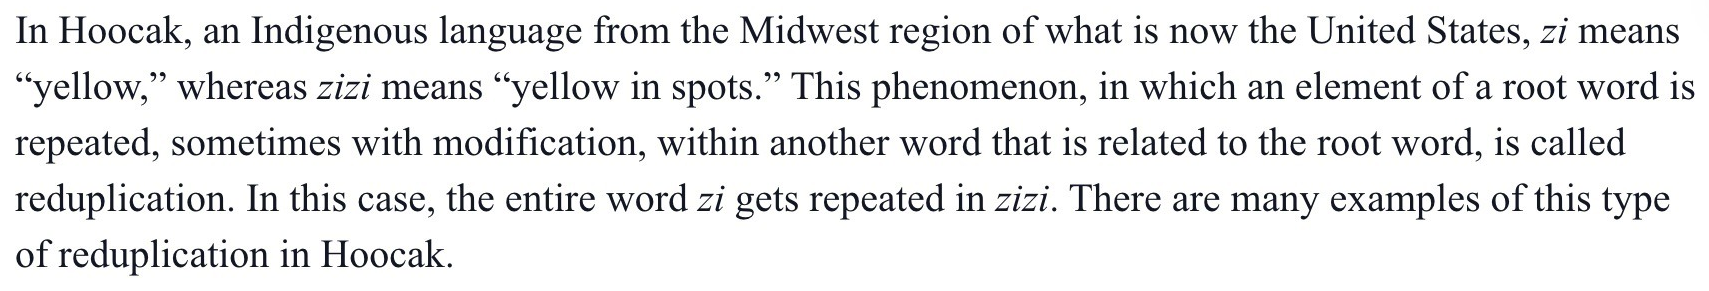 In Hoocak, an Indigenous language from the Midwest region of what is now the United States, zi means
“yellow,” whereas zizi means “yellow in spots.” This phenomenon, in which an element of a root word is
repeated, sometimes with modification, within another word that is related to the root word, is called
reduplication. In this case, the entire word zi gets repeated in zizi. There are many examples of this type
of reduplication in Hoocak.